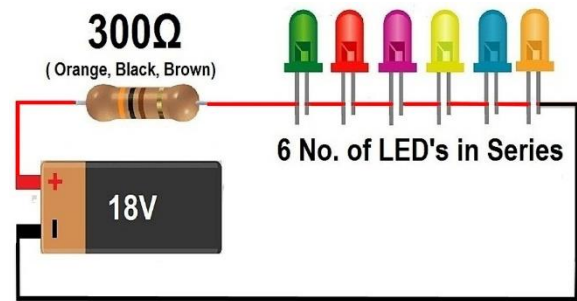 300Ω
( Orange, Black, Brown)
6 No. of LED's in Series
+
18V
-